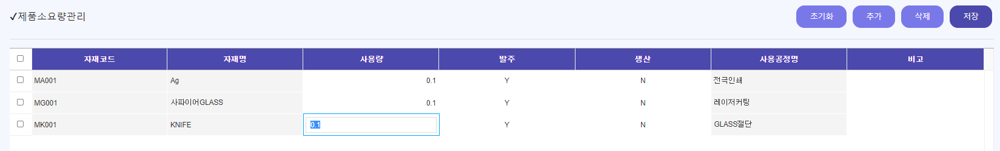 ✓제품소요량관리 초기화 추가 삭제 저장
자재코드 자재명 사용량 발주 생산 사용공정명 비고
MA001 Ag 0.1 Y N 전극인쇄
MG001 사파이어GLASS 0.1 Y N 레이저커팅
MK001 KNIFE 0.1 Y N GLASS절단